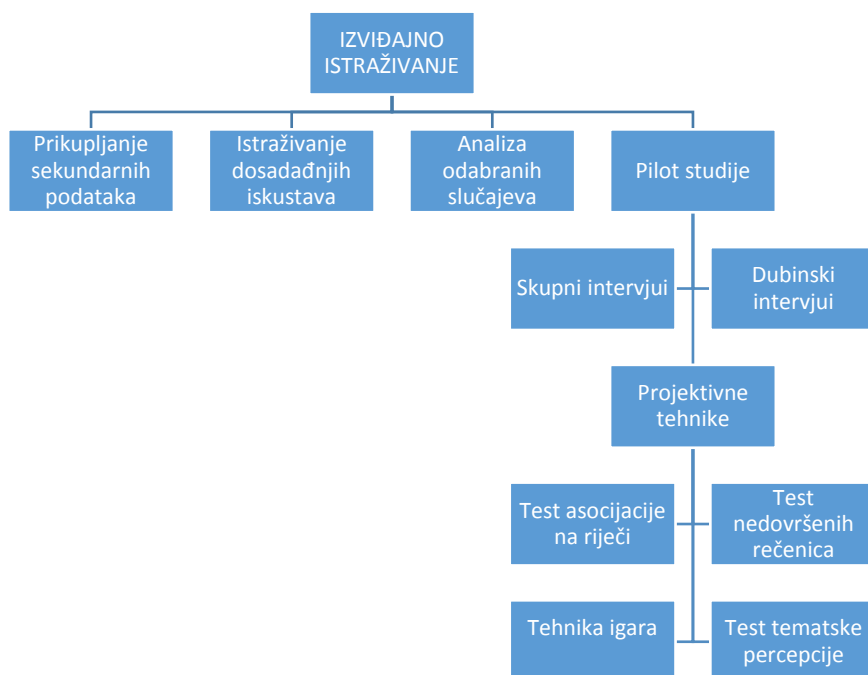 IZVIĐAJNO
ISTRAŽIVANJE
Prikupljanje
sekundarnih
podataka
Istraživanje
dosadađnjih
iskustava
Analiza
odabranih
slučajeva
Pilot studije
Skupni intervjui
Dubinski
intervjui
Projektivne
tehnike
Test asocijacije
na riječi
Test
nedovršenih
rečenica
Tehnika igara
Test tematske
percepcije